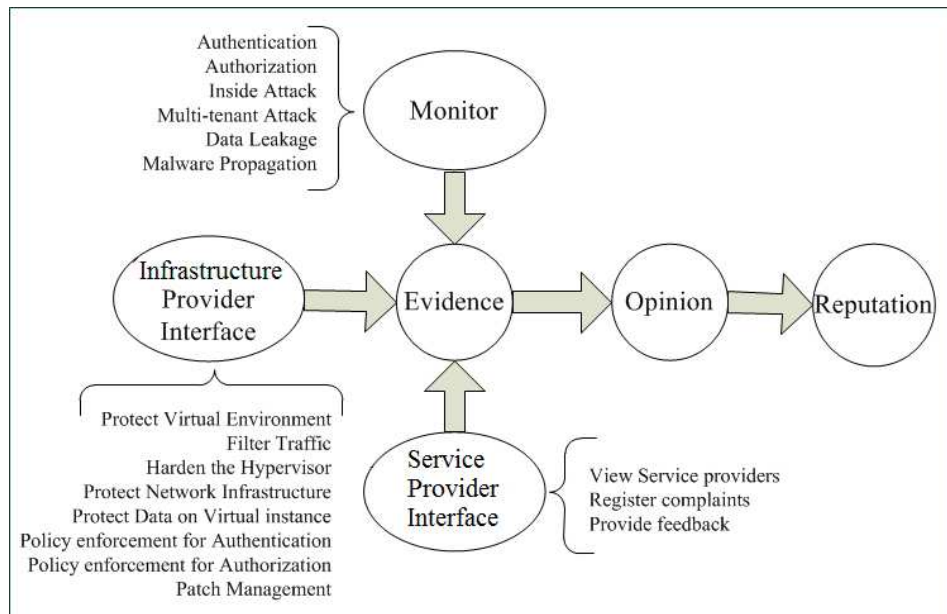 Authentication
Authorization
Inside Attack
Multi-tenant Attack
Data Leakage
Malware Propagation
Monitor
Infrastructure
Provider
Interface
Evidence
Opinion
Reputation
Protect Virtual Environment
Filter Traffic
Harden the Hypervisor
Protect Network Infrastructure
Protect Data on Virtual instance
Policy enforcement for Authentication
Policy enforcement for Authorization
Patch Management
Service
Provider
Interface
View Service providers
Register complaints
Provide feedback